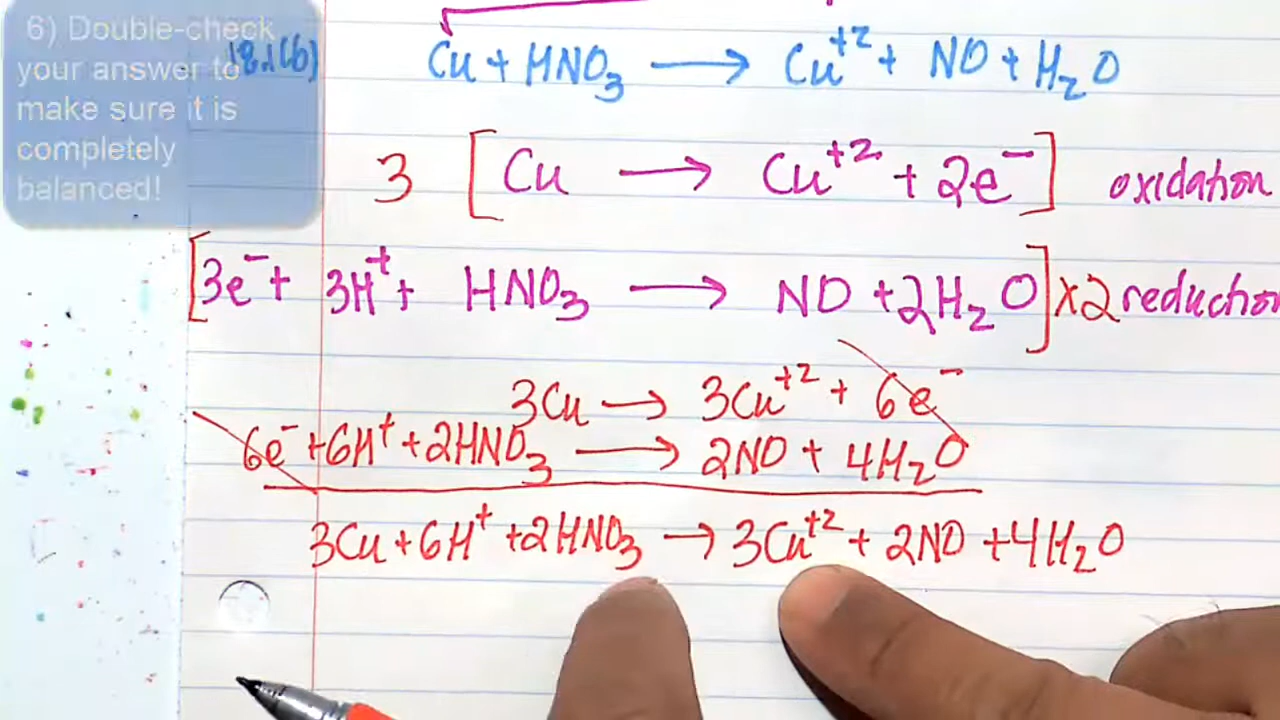 6) Double-check
your answer to
make sure it is
completely
balanced!
18.1(b)
Cu + HNO₃ ⟶ Cu⁺² + NO + H₂O
3 [Cu ⟶ Cu⁺² + 2e⁻] oxidation
[3e⁻ + 3H⁺ + HNO₃ ⟶ NO + 2H₂O] x2 reduction
3Cu ⟶ 3Cu⁺² + 6e⁻
6e⁻ + 6H⁺ + 2HNO₃ ⟶ 2NO + 4H₂O
3Cu + 6H⁺ + 2HNO₃ → 3Cu⁺² + 2NO + 4H₂O